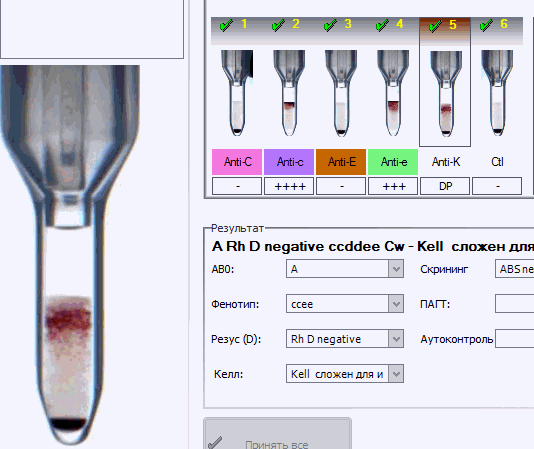 1 2 3 4 5 6
Anti-C Anti-c Anti-E Anti-e Anti-K Ctl
- ++++ - +++ DP -
Результат
A Rh D negative ccddee Cw - Kell сложен для
AB0: A Скрининг ABS ne
Фенотип: ccee ПАГТ:
Резус (D): Rh D negative Аутоконтроль
Келл: Kell сложен для и
Принять все